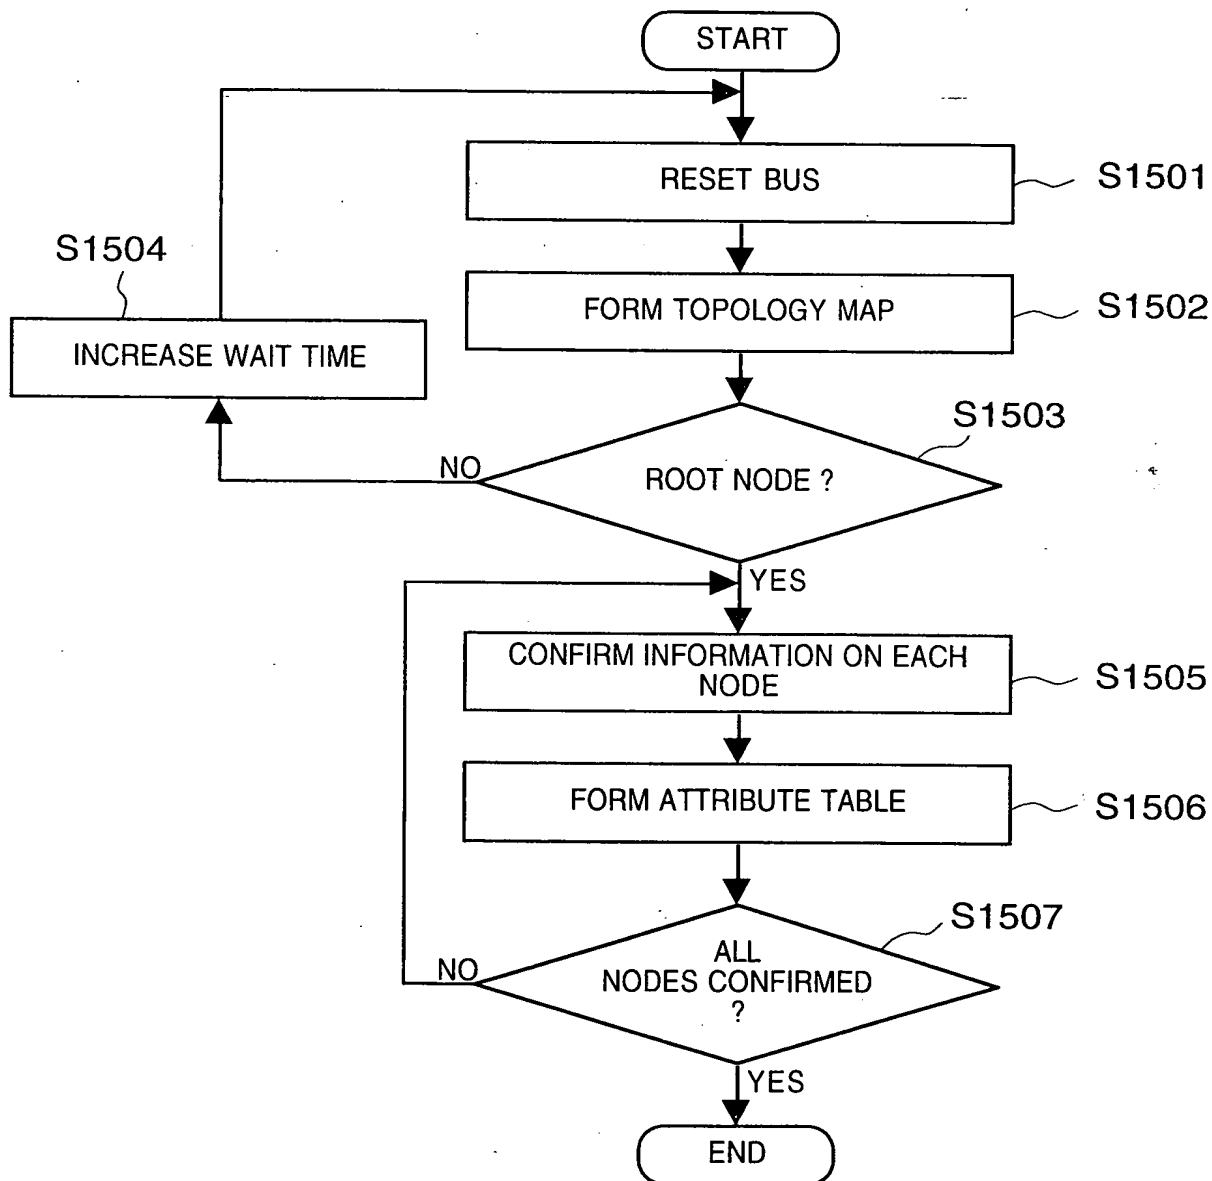 START
RESET BUS
S1501
S1504
FORM TOPOLOGY MAP
S1502
INCREASE WAIT TIME
S1503
NO
ROOT NODE ?
YES
CONFIRM INFORMATION ON EACH
NODE
S1505
FORM ATTRIBUTE TABLE
S1506
S1507
NO
ALL
NODES CONFIRMED
?
YES
END